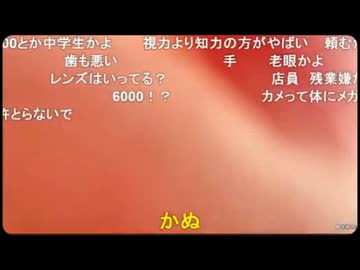 00とか中学生かよ 視力より知力の方がやばい 頼む
歯も悪い 手 老眼かよ
レンズはいってる? 店員 残業嫌だ
6000!? カメって体にメガ
許とらないで
かぬ